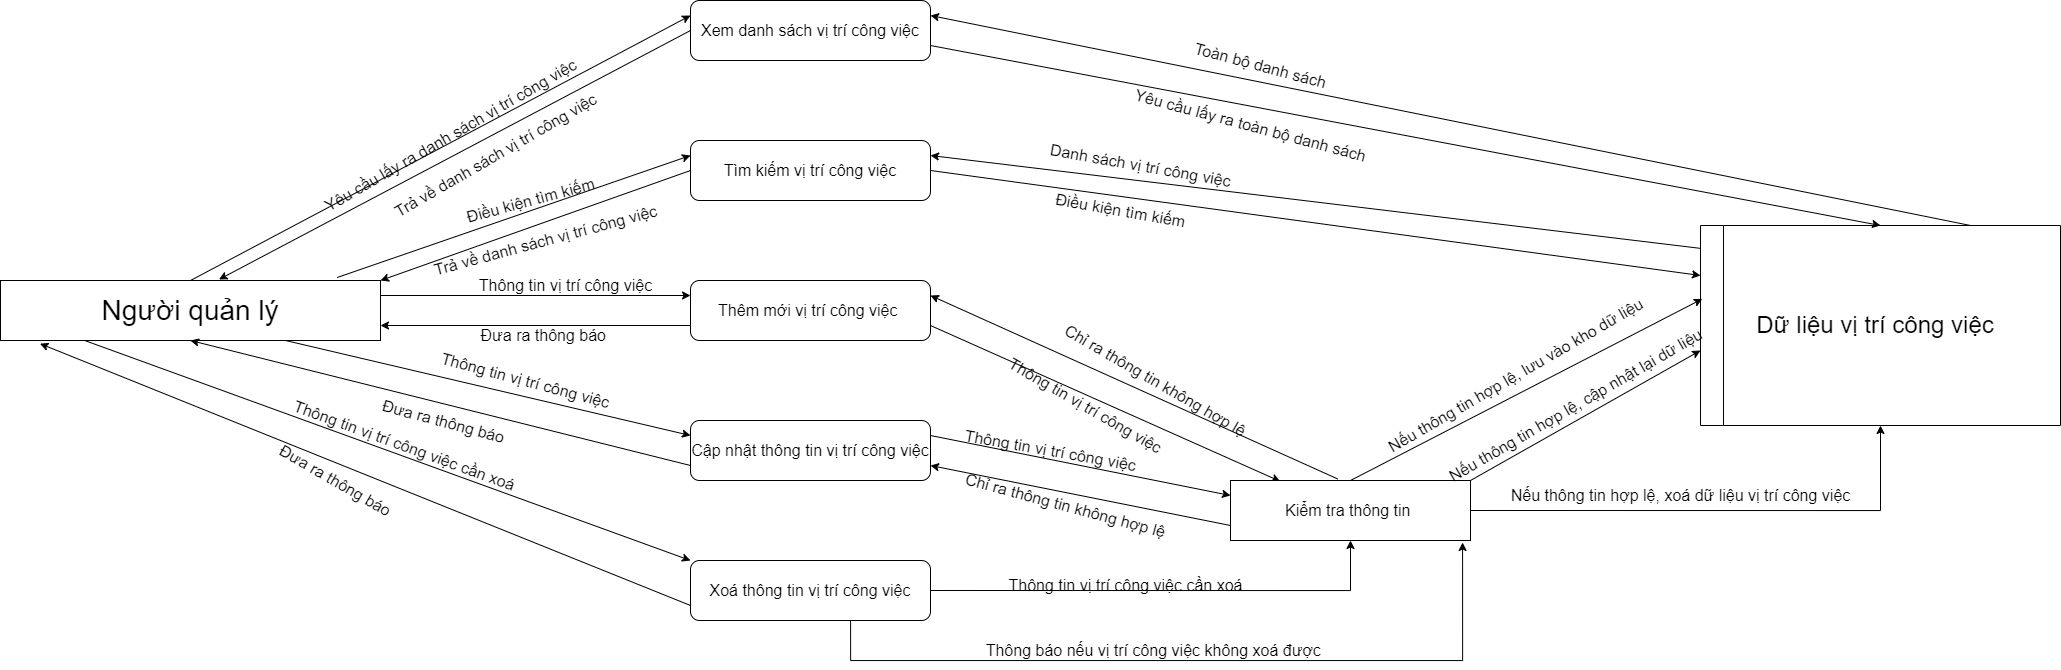 Xem danh sách vị trí công việc
Toàn bộ danh sách
Yêu cầu lấy ra danh sách vị trí công việc
Trả về danh sách vị trí công việc
Yêu cầu lấy ra toàn bộ danh sách
Tìm kiếm vị trí công việc
Danh sách vị trí công việc
Điều kiện tìm kiếm
Điều kiện tìm kiếm
Trả về danh sách vị trí công việc
Người quản lý
Thông tin vị trí công việc
Thêm mới vị trí công việc
Đưa ra thông báo
Dữ liệu vị trí công việc
Chỉ ra thông tin không hợp lệ
Thông tin vị trí công việc
Nếu thông tin hợp lệ, lưu vào kho dữ liệu
Nếu thông tin hợp lệ, cập nhật lại dữ liệu
Thông tin vị trí công việc
Đưa ra thông báo
Cập nhật thông tin vị trí công việc
Thông tin vị trí công việc
Chỉ ra thông tin không hợp lệ
Thông tin vị trí công việc cần xoá
Đưa ra thông báo
Kiểm tra thông tin
Nếu thông tin hợp lệ, xoá dữ liệu vị trí công việc
Xoá thông tin vị trí công việc
Thông tin vị trí công việc cần xoá
Thông báo nếu vị trí công việc không xoá được